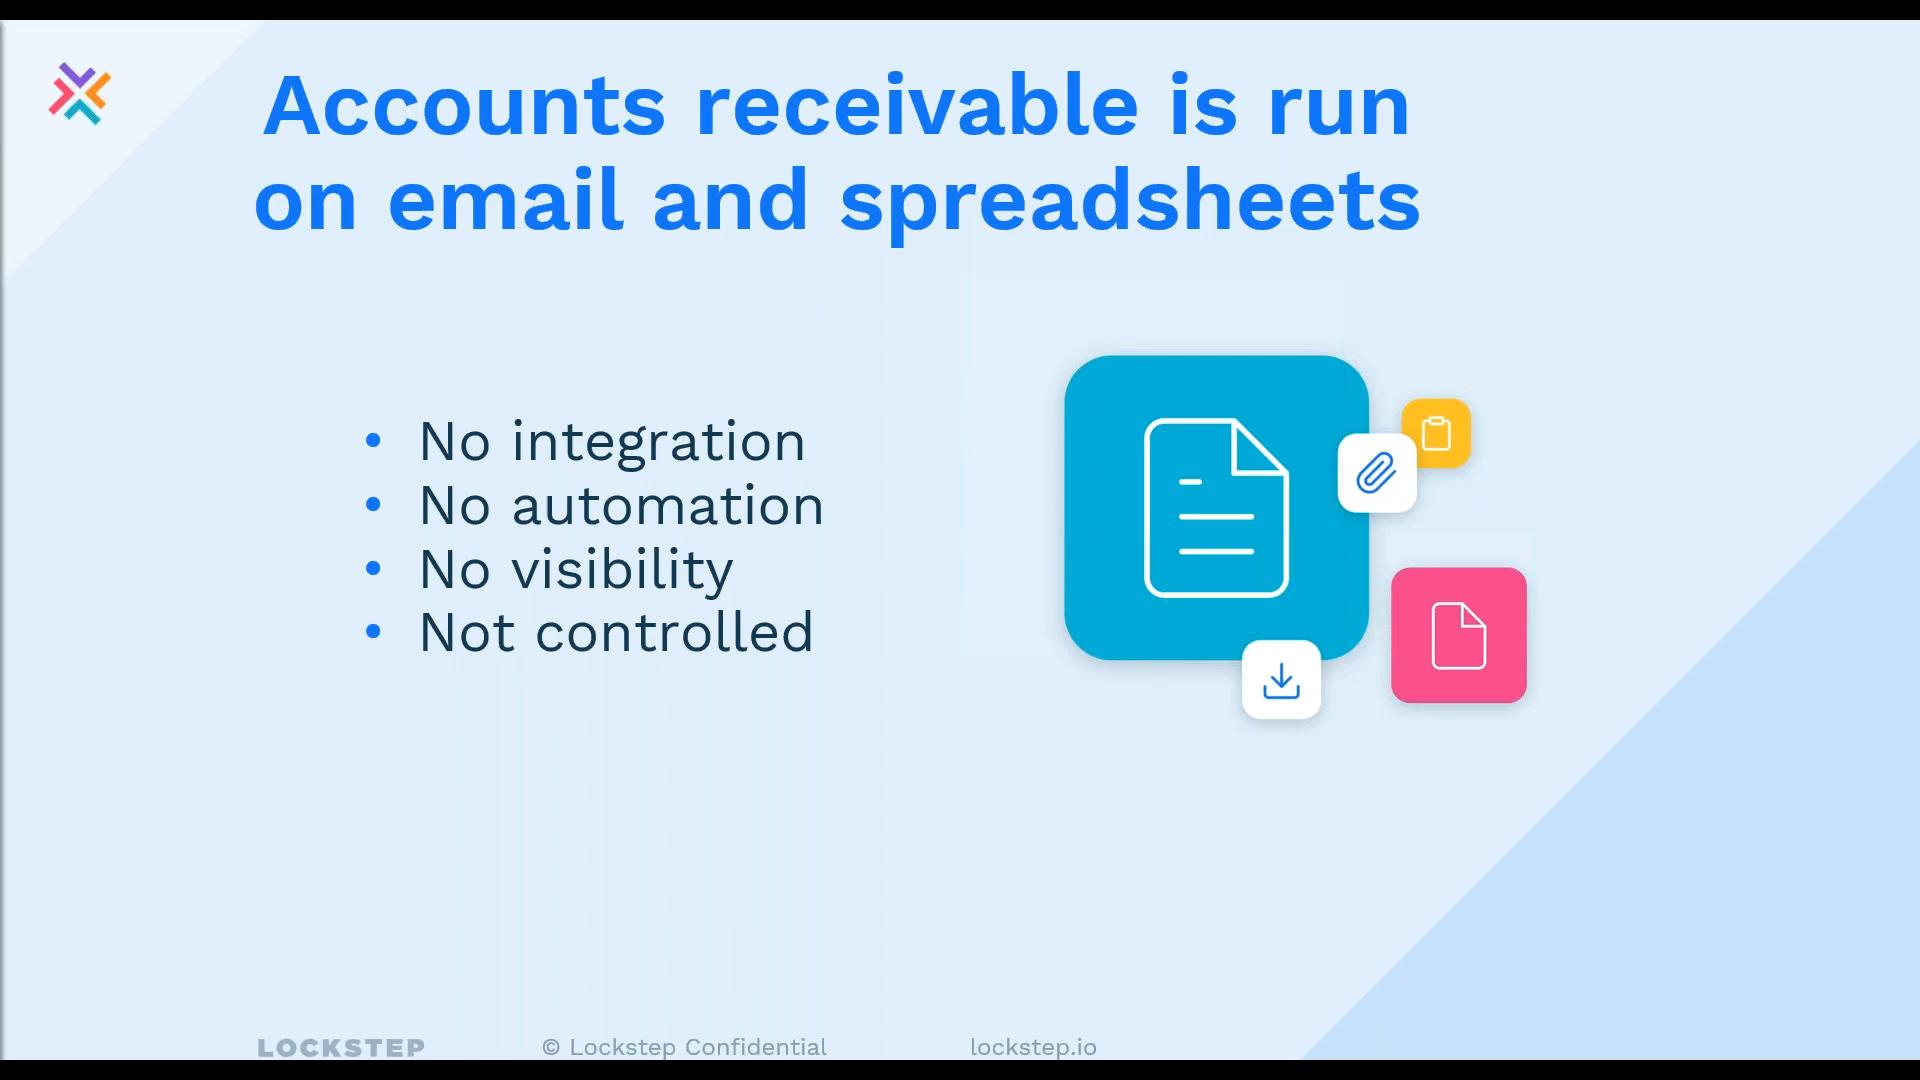 Accounts receivable is run
on email and spreadsheets
• No integration
• No automation
• No visibility
• Not controlled
LOCKSTEP © Lockstep Confidential lockstep.io